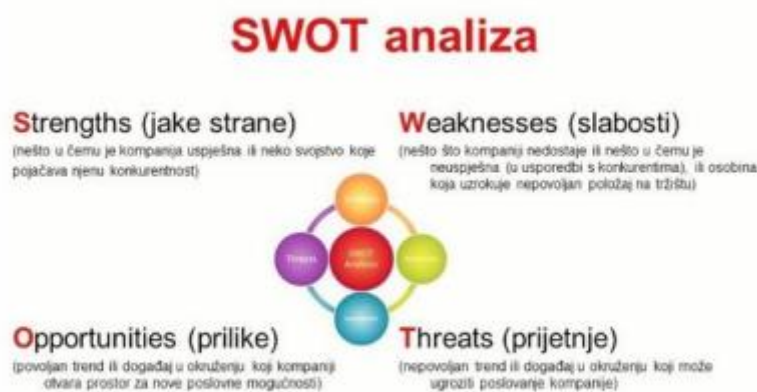 SWOT analiza
Strengths (jake strane)
(nešto u čemu je kompanija uspješna ili neko svojstvo koje
pojačava njenu konkurentnost)
Weaknesses (slabosti)
(nešto što kompaniji nedostaje ili nešto u čemu je
neuspješna (u usporedbi s konkurentima), ili osobina
koja uzrokuje nepovoljan položaj na tržištu)
Threats
SWOT
Analysis
Opportunities (prilike)
(povoljan trend ili događaj u okruženju koji kompaniji
otvara prostor za nove poslovne mogućnosti)
Threats (prijetnje)
(nepovoljan trend ili događaj u okruženju koji može
ugroziti poslovanje kompanije)